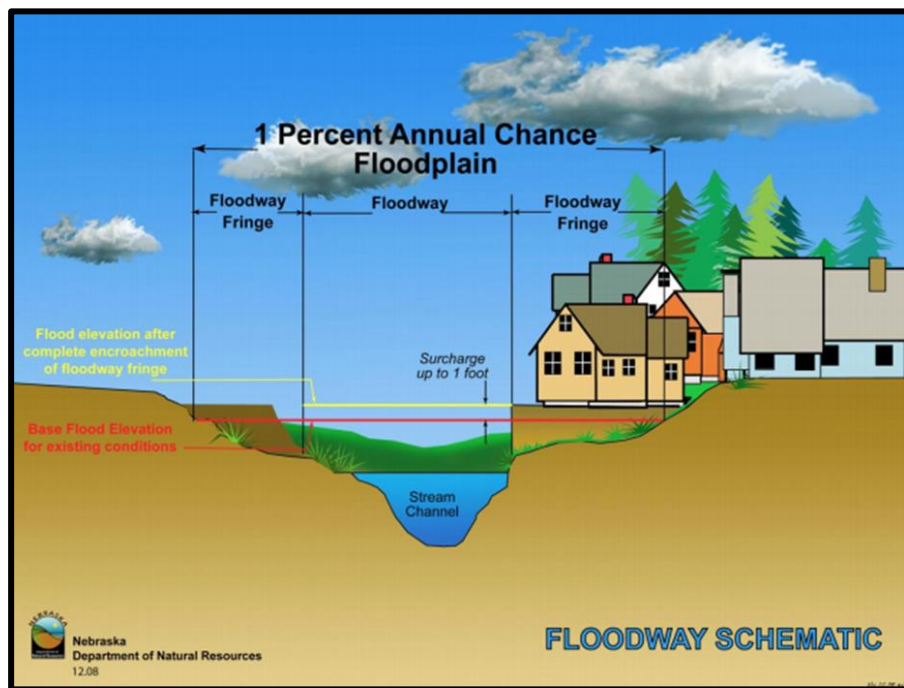 1 Percent Annual Chance
Floodplain
Floodway
Fringe
Floodway
Floodway
Fringe
Flood elevation after
complete encroachment
of floodway fringe
Surcharge
up to 1 foot
Base Flood Elevation
for existing conditions
Stream
Channel
NEBRASKA
Nebraska
Department of Natural Resources
12.08
FLOODWAY SCHEMATIC